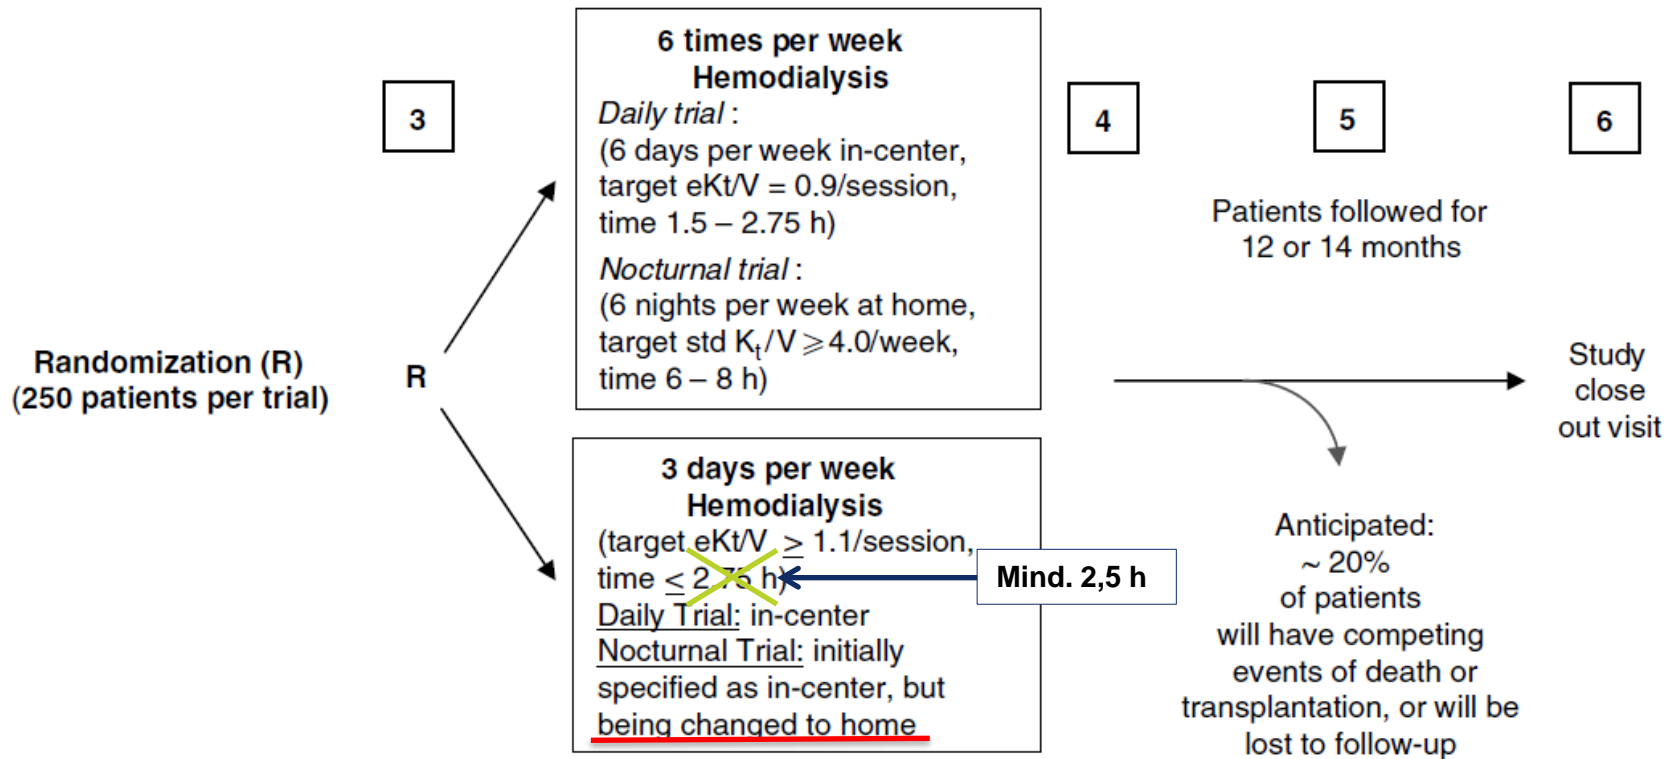 3
6 times per week
Hemodialysis
Daily trial :
(6 days per week in-center,
target eKt/V = 0.9/session,
time 1.5 – 2.75 h)
Nocturnal trial :
(6 nights per week at home,
target std Kt/V ⩾ 4.0/week,
time 6 – 8 h)
4
5
6
Patients followed for
12 or 14 months
Randomization (R)
(250 patients per trial)
R
Study
close
out visit
3 days per week
Hemodialysis
(target eKt/V ≥ 1.1/session,
time ≤ 2.75 h)
Daily Trial: in-center
Nocturnal Trial: initially
specified as in-center, but
being changed to home
Mind. 2,5 h
Anticipated:
~ 20%
of patients
will have competing
events of death or
transplantation, or will be
lost to follow-up